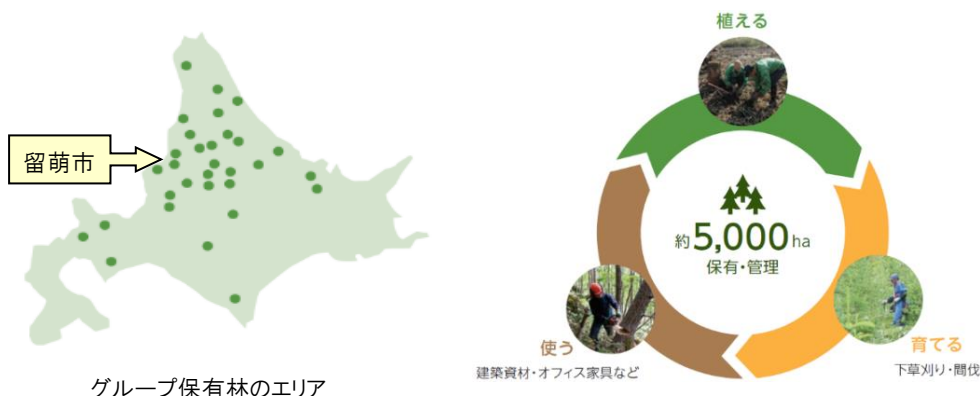 留萌市
グループ保有林のエリア
植える
約5,000ha
保有・管理
使う
建築資材・オフィス家具など
育てる
下草刈り・間伐